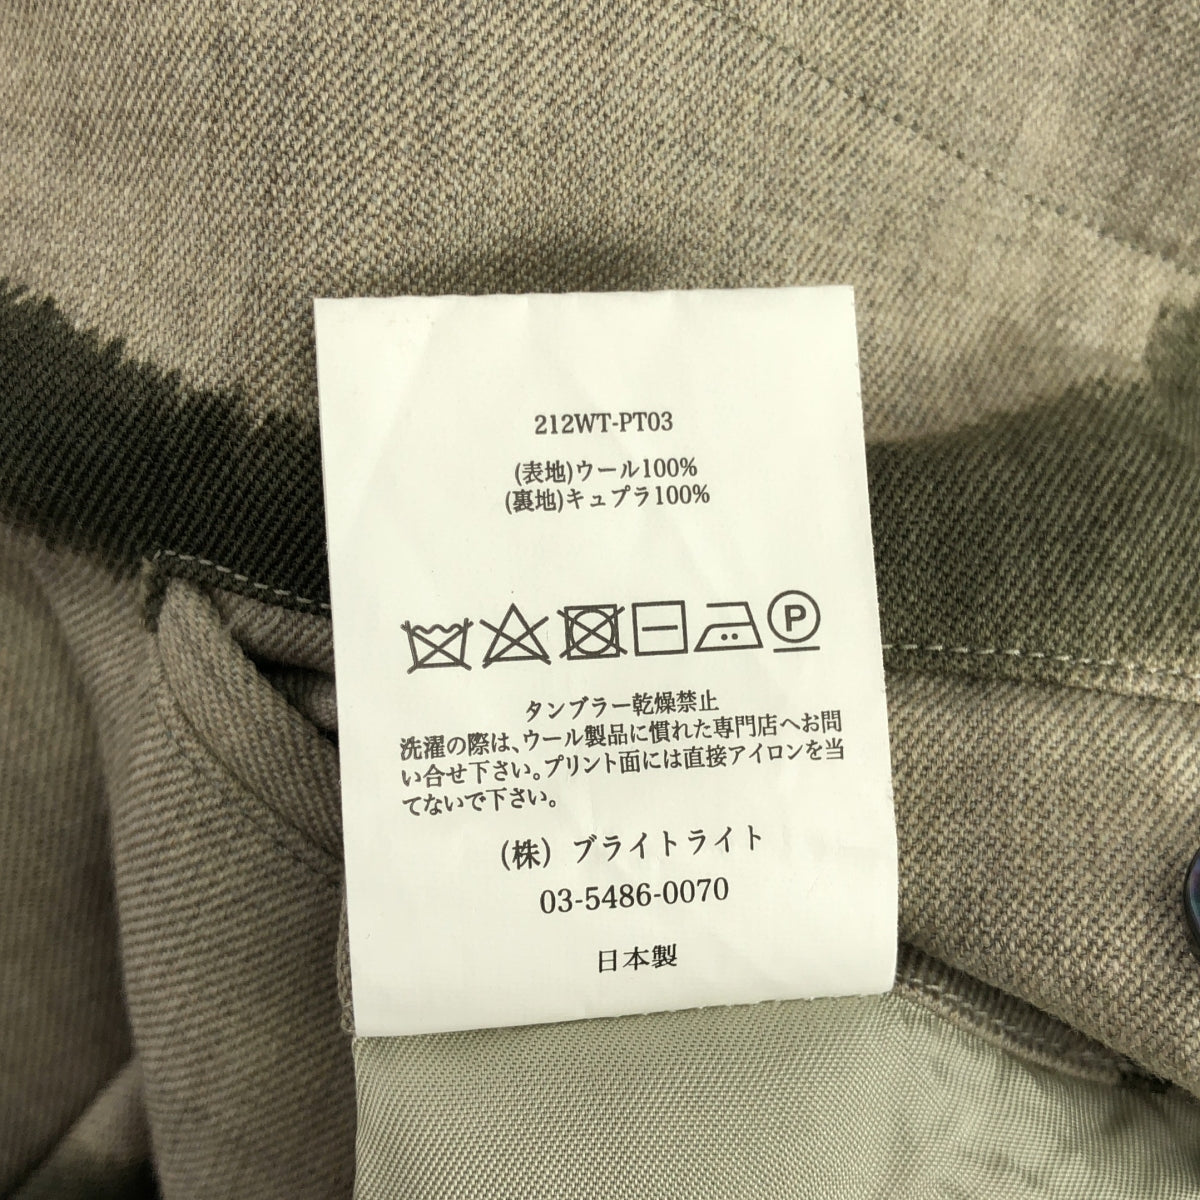 212WT-PT03
(表地)ウール100%
(裏地)キュプラ100%
P
タンブラー乾燥禁止
洗濯の際は、ウール製品に慣れた専門店へお問
い合せ下さい。プリント面には直接アイロンを当
てないで下さい。
(株) ブライトライト
03-5486-0070
日本製